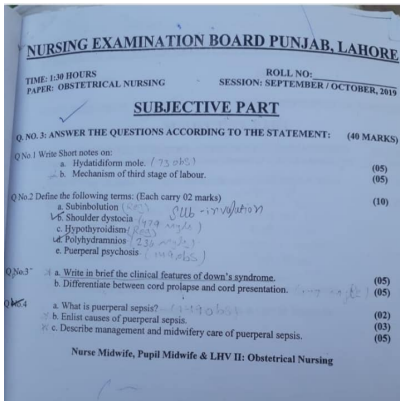 NURSING EXAMINATION BOARD PUNJAB, LAHORE
TIME: 1:30 HOURS ROLL NO:
PAPER: OBSTETRICAL NURSING SESSION: SEPTEMBER / OCTOBER, 2019
SUBJECTIVE PART
Q. NO. 3: ANSWER THE QUESTIONS ACCORDING TO THE STATEMENT: (40 MARKS)
Q No.1 Write Short notes on:
a. Hydatidiform mole. (73 obs) (05)
b. Mechanism of third stage of labour. (05)
Q No.2 Define the following terms: (Each carry 02 marks) (10)
a. Subinbolution Sub-involution
b. Shoulder dystocia
c. Hypothyroidism
d. Polyhydramnios (236
e. Puerperal psychosis
Q.No.3 a. Write in brief the clinical features of down's syndrome. (05)
b. Differentiate between cord prolapse and cord presentation. (05)
Q No.4
a. What is puerperal sepsis? (02)
b. Enlist causes of puerperal sepsis. (03)
c. Describe management and midwifery care of puerperal sepsis. (05)
Nurse Midwife, Pupil Midwife & LHV II: Obstetrical Nursing